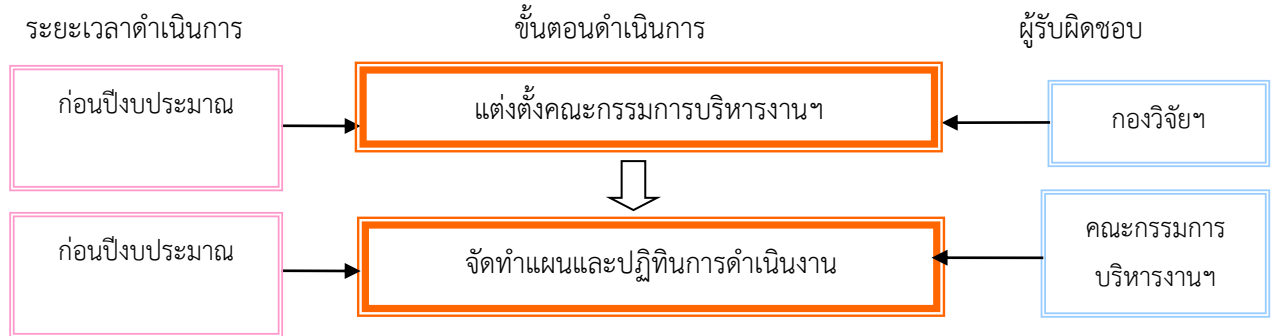 ระยะเวลาดำเนินการ
ขั้นตอนดำเนินการ
ผู้รับผิดชอบ
ก่อนปีงบประมาณ
แต่งตั้งคณะกรรมการบริหารงานฯ
กองวิจัยฯ
ก่อนปีงบประมาณ
จัดทำแผนและปฏิทินการดำเนินงาน
คณะกรรมการ
บริหารงานฯ